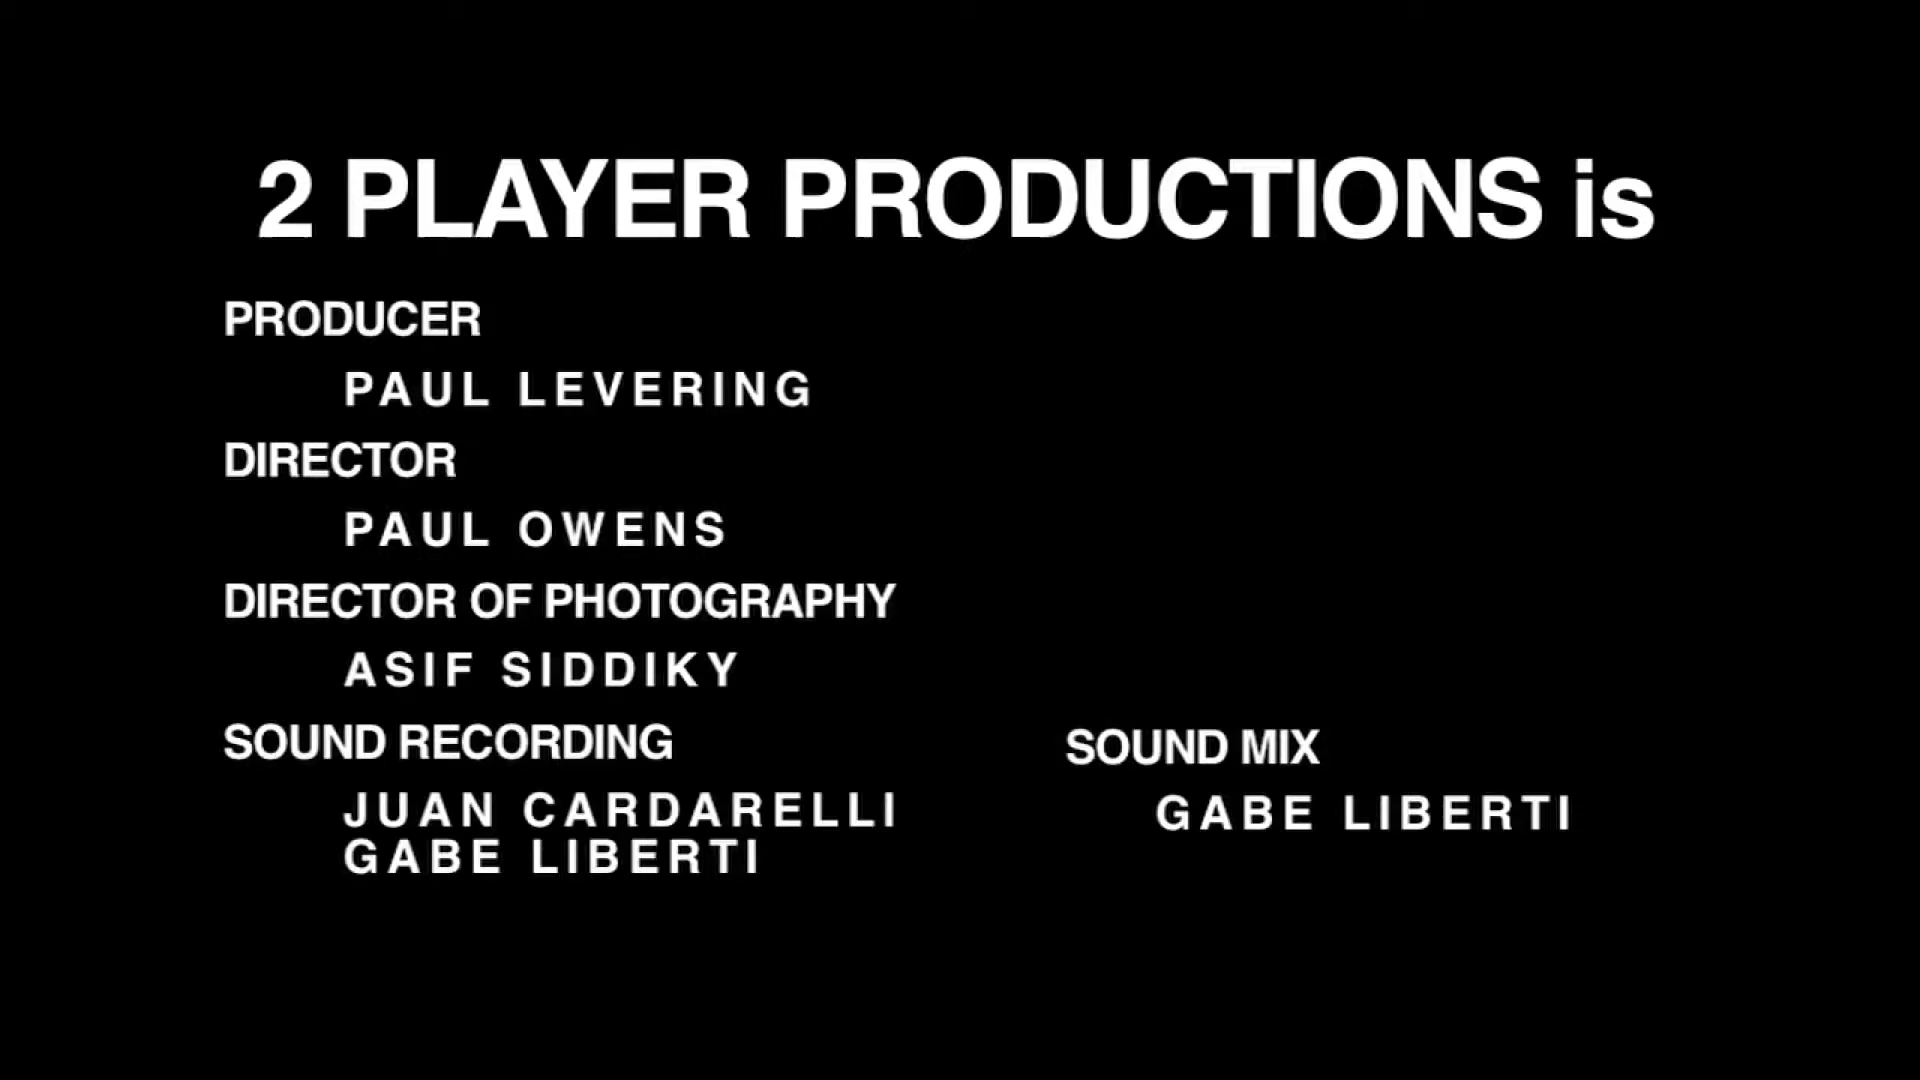 2 PLAYER PRODUCTIONS is
PRODUCER
PAUL LEVERING
DIRECTOR
PAUL OWENS
DIRECTOR OF PHOTOGRAPHY
ASIF SIDDIKY
SOUND RECORDING
JUAN CARDARELLI
GABE LIBERTI
SOUND MIX
GABE LIBERTI